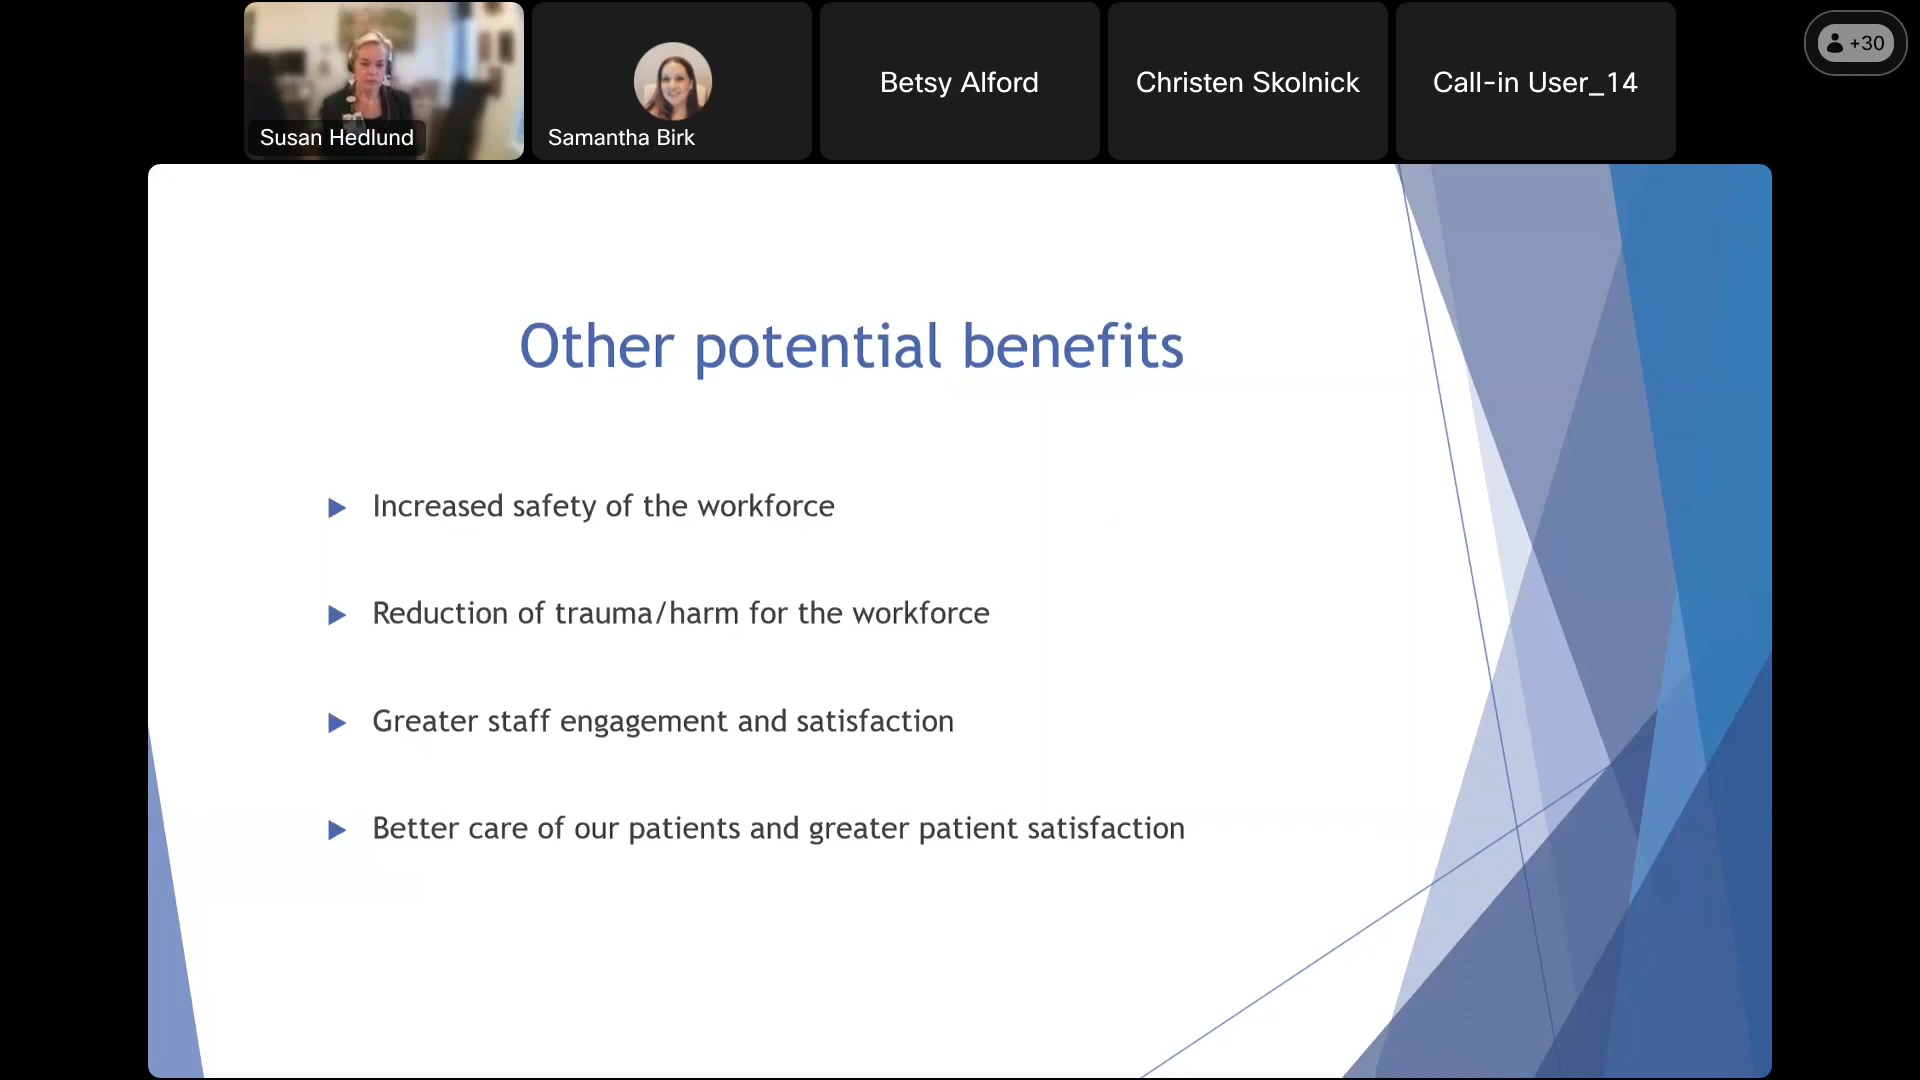 Susan Hedlund
Samantha Birk
Betsy Alford
Christen Skolnick
Call-in User_14
+30
Other potential benefits
Increased safety of the workforce
Reduction of trauma/harm for the workforce
Greater staff engagement and satisfaction
Better care of our patients and greater patient satisfaction